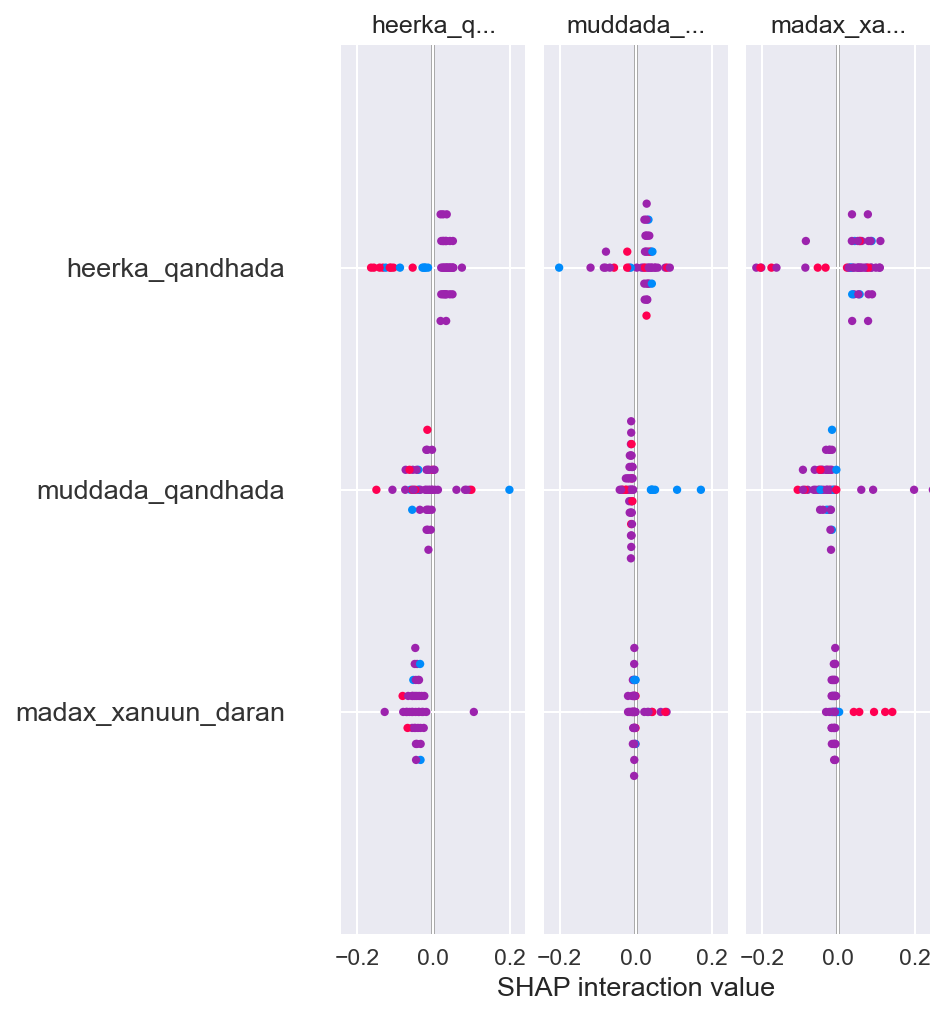 heerka_q... muddada_... madax_xa...
heerka_qandhada
muddada_qandhada
madax_xanuun_daran
−0.2 0.0 0.2 −0.2 0.0 0.2 −0.2 0.0 0.2
SHAP interaction value